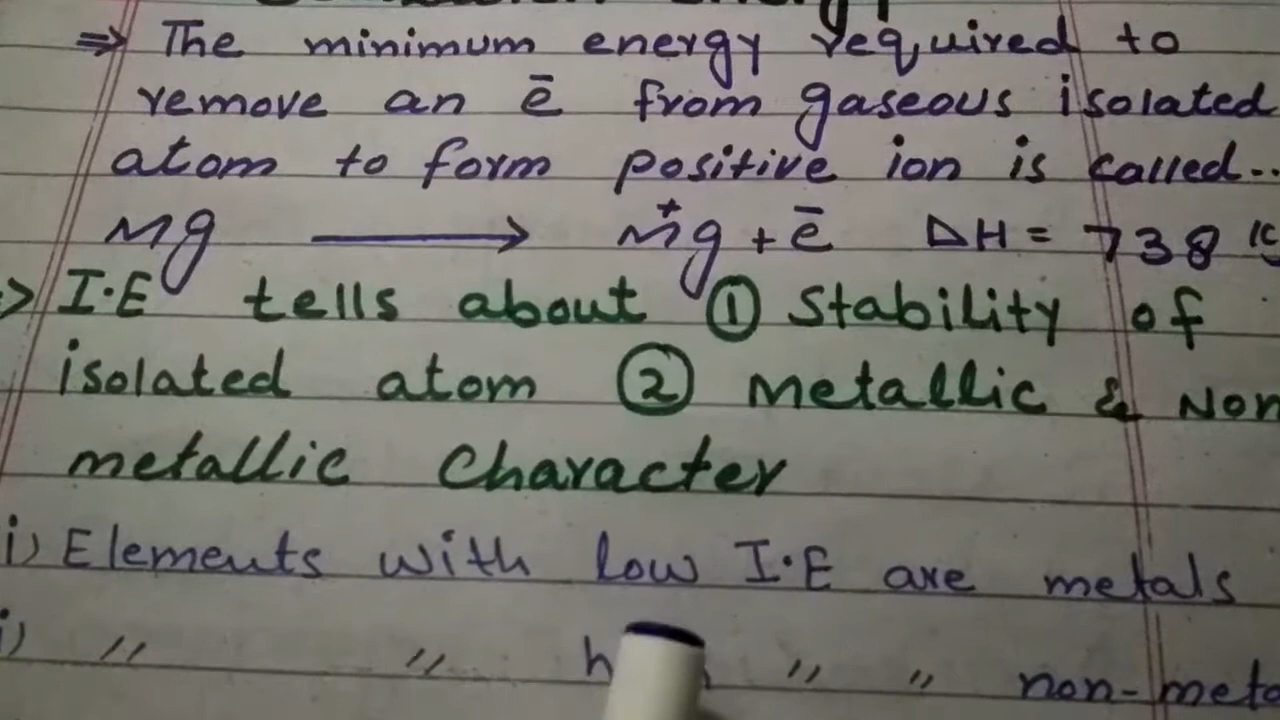 ⇒ The minimum energy required to
remove an ē from gaseous isolated
atom to form positive ion is called..
Mg ⟶ M⁺g + ē ΔH = 738
⇒ I.E tells about ① Stability of
isolated atom ② Metallic & Non
metallic Character
i) Elements with low I.E are metals
i) " " " " non-meta